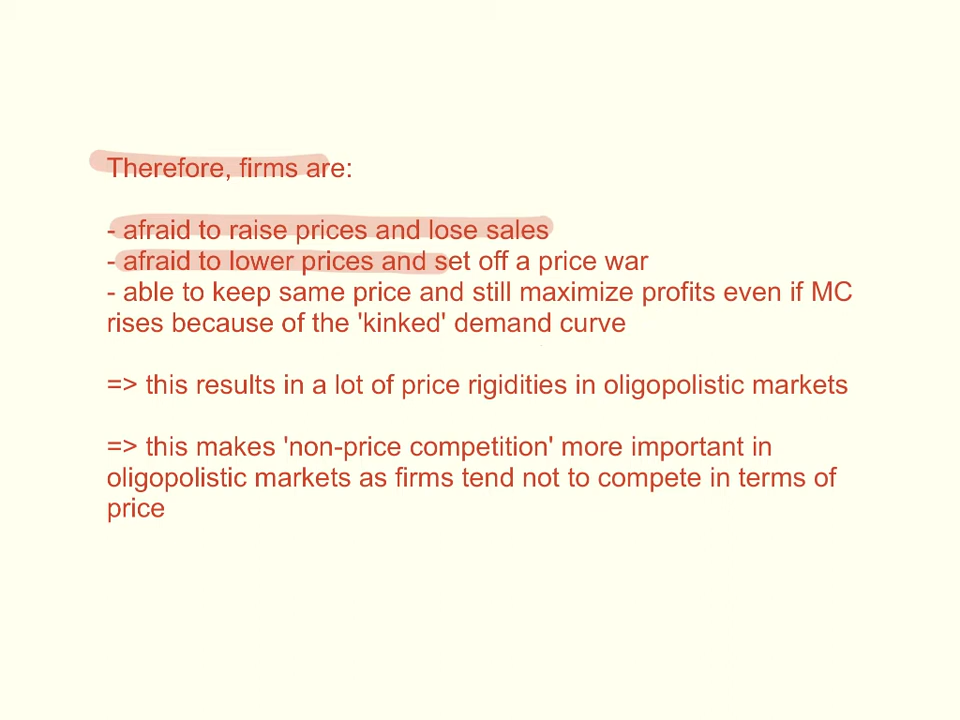 Therefore, firms are:
- afraid to raise prices and lose sales
- afraid to lower prices and set off a price war
- able to keep same price and still maximize profits even if MC
rises because of the 'kinked' demand curve
=> this results in a lot of price rigidities in oligopolistic markets
=> this makes 'non-price competition' more important in
oligopolistic markets as firms tend not to compete in terms of
price